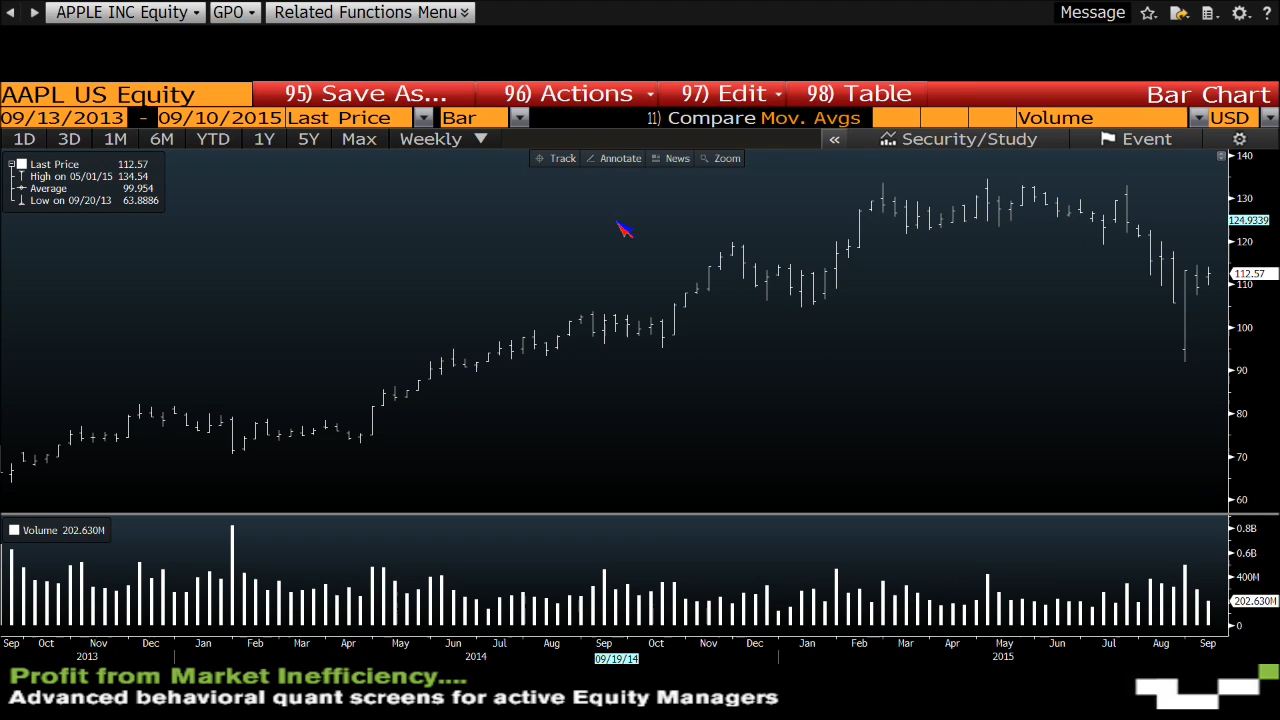 APPLE INC Equity GPO Related Functions Menu Message ?
AAPL US Equity 95) Save As... 96) Actions 97) Edit 98) Table Bar Chart
09/13/2013 - 09/10/2015 Last Price Bar 11) Compare Mov. Avgs Volume USD
1D 3D 1M 6M YTD 1Y 5Y Max Weekly « Security/Study Event
Track Annotate News Zoom
Last Price 112.57
High on 05/01/15 134.54
Average 99.954
Low on 09/20/13 63.8886
140
130
124.9339
120
112.57
110
100
90
80
70
60
Volume 202.630M
0.8B
0.6B
400M
202.630M
0
Sep Oct Nov Dec Jan Feb Mar Apr May Jun Jul Aug Sep Oct Nov Dec Jan Feb Mar Apr May Jun Jul Aug Sep
2013 2014 09/19/14 2015
Profit from Market Inefficiency....
Advanced behavioral quant screens for active Equity Managers